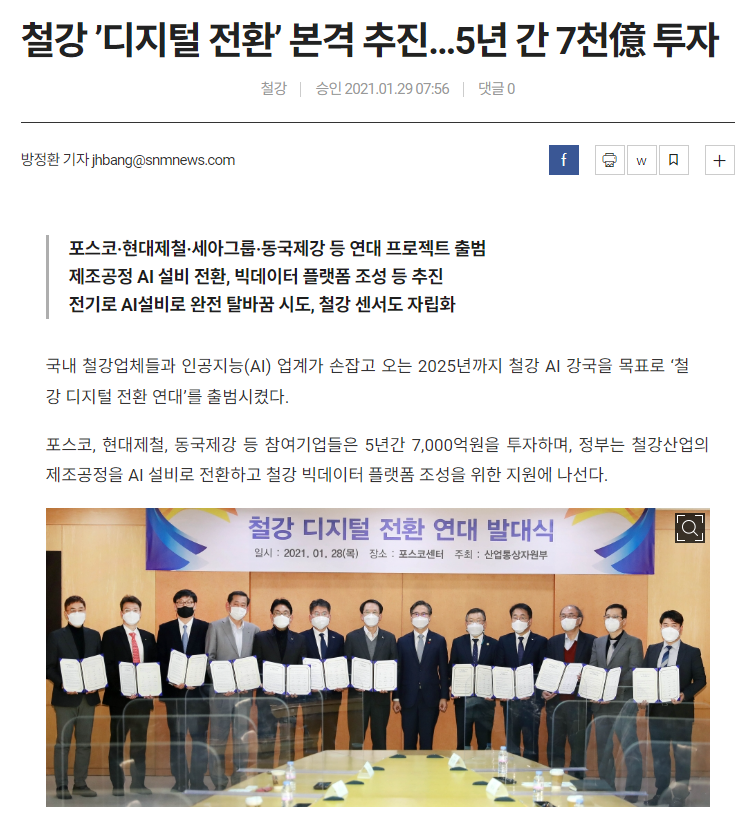 철강 ’디지털 전환’ 본격 추진...5년 간 7천億 투자
철강 승인 2021.01.29 07:56 댓글 0
방정환 기자 jhbang@snmnews.com
f
w
+
포스코·현대제철·세아그룹·동국제강 등 연대 프로젝트 출범
제조공정 AI 설비 전환, 빅데이터 플랫폼 조성 등 추진
전기로 AI설비로 완전 탈바꿈 시도, 철강 센서도 자립화
국내 철강업체들과 인공지능(AI) 업계가 손잡고 오는 2025년까지 철강 AI 강국을 목표로 ‘철
강 디지털 전환 연대’를 출범시켰다.
포스코, 현대제철, 동국제강 등 참여기업들은 5년간 7,000억원을 투자하며, 정부는 철강산업의
제조공정을 AI 설비로 전환하고 철강 빅데이터 플랫폼 조성을 위한 지원에 나선다.
철강 디지털 전환 연대 발대식
일시 : 2021. 01. 28(목) 장소 : 포스코센터 주최 : 산업통상자원부